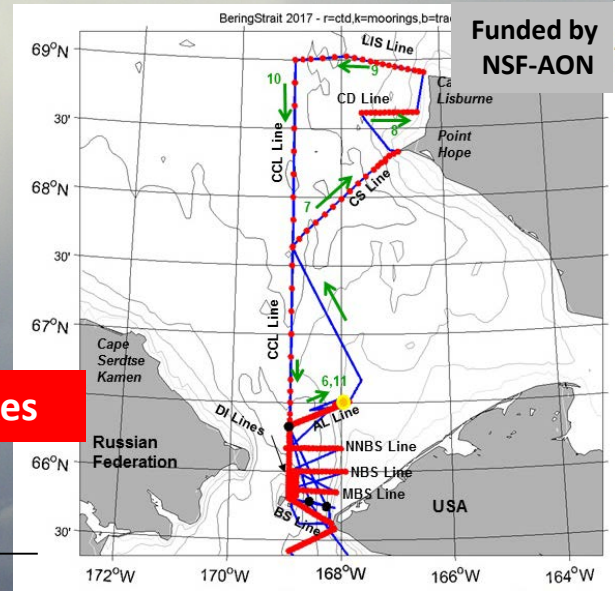 BeringStrait 2017 - r=ctd,k=moorings,b=trac
Funded by
NSF-AON
69°N
LIS Line
9
10
CD Line
Ca
Lisburne
30'
8
Point
Hope
CCL Line
68°N
7
CS Line
30'
CCL Line
67°N
Cape
Serdtse
Kamen
6,11
es
AL Line
30'
DI Lines
NNBS Line
Russian
Federation
66°N
NBS Line
MBS Line
USA
BS Line
30'
172°W
170°W
168°W
166°W
164°W